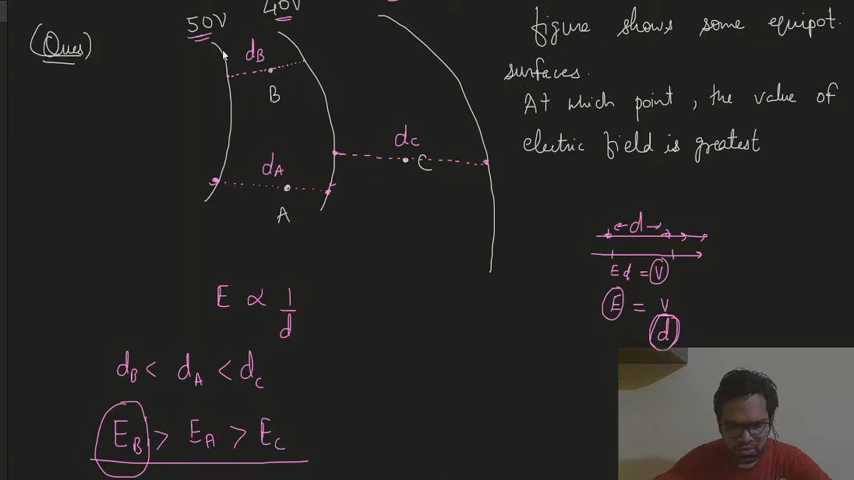 (Ques)
50V
40V
dB
B
dA
A
dC
C
figure shows some equipot.
surfaces.
At which point, the value of
electric field is greatest
d
Ed = V
E = V
d
E ∝ 1
d
dB < dA < dC
EB > EA > EC